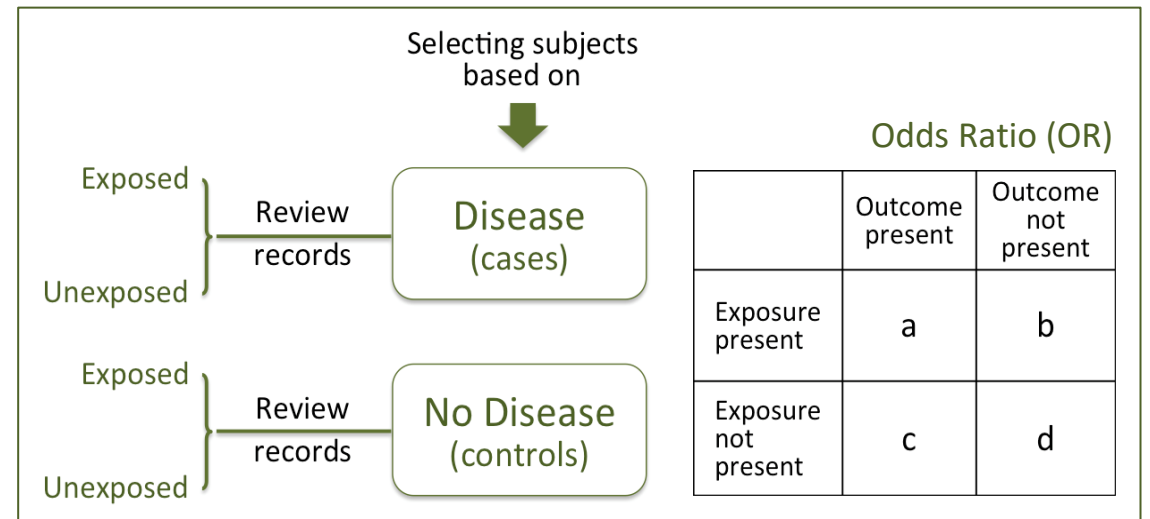 Selecting subjects
based on
Exposed
Review
records
Unexposed
Disease
(cases)
Exposed
Review
records
Unexposed
No Disease
(controls)
Odds Ratio (OR)
Outcome
present
Outcome
not
present
Exposure
present
a
b
Exposure
not
present
c
d